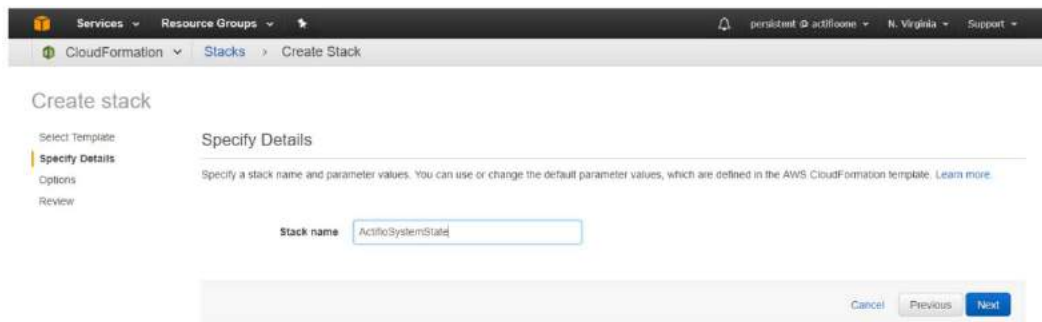 Services Resource Groups persistent @ actifioone N. Virginia Support
CloudFormation Stacks > Create Stack
Create stack
Select Template
Specify Details
Options
Review
Specify Details
Specify a stack name and parameter values. You can use or change the default parameter values, which are defined in the AWS CloudFormation template. Learn more.
Stack name ActifioSystemState
Cancel Previous Next